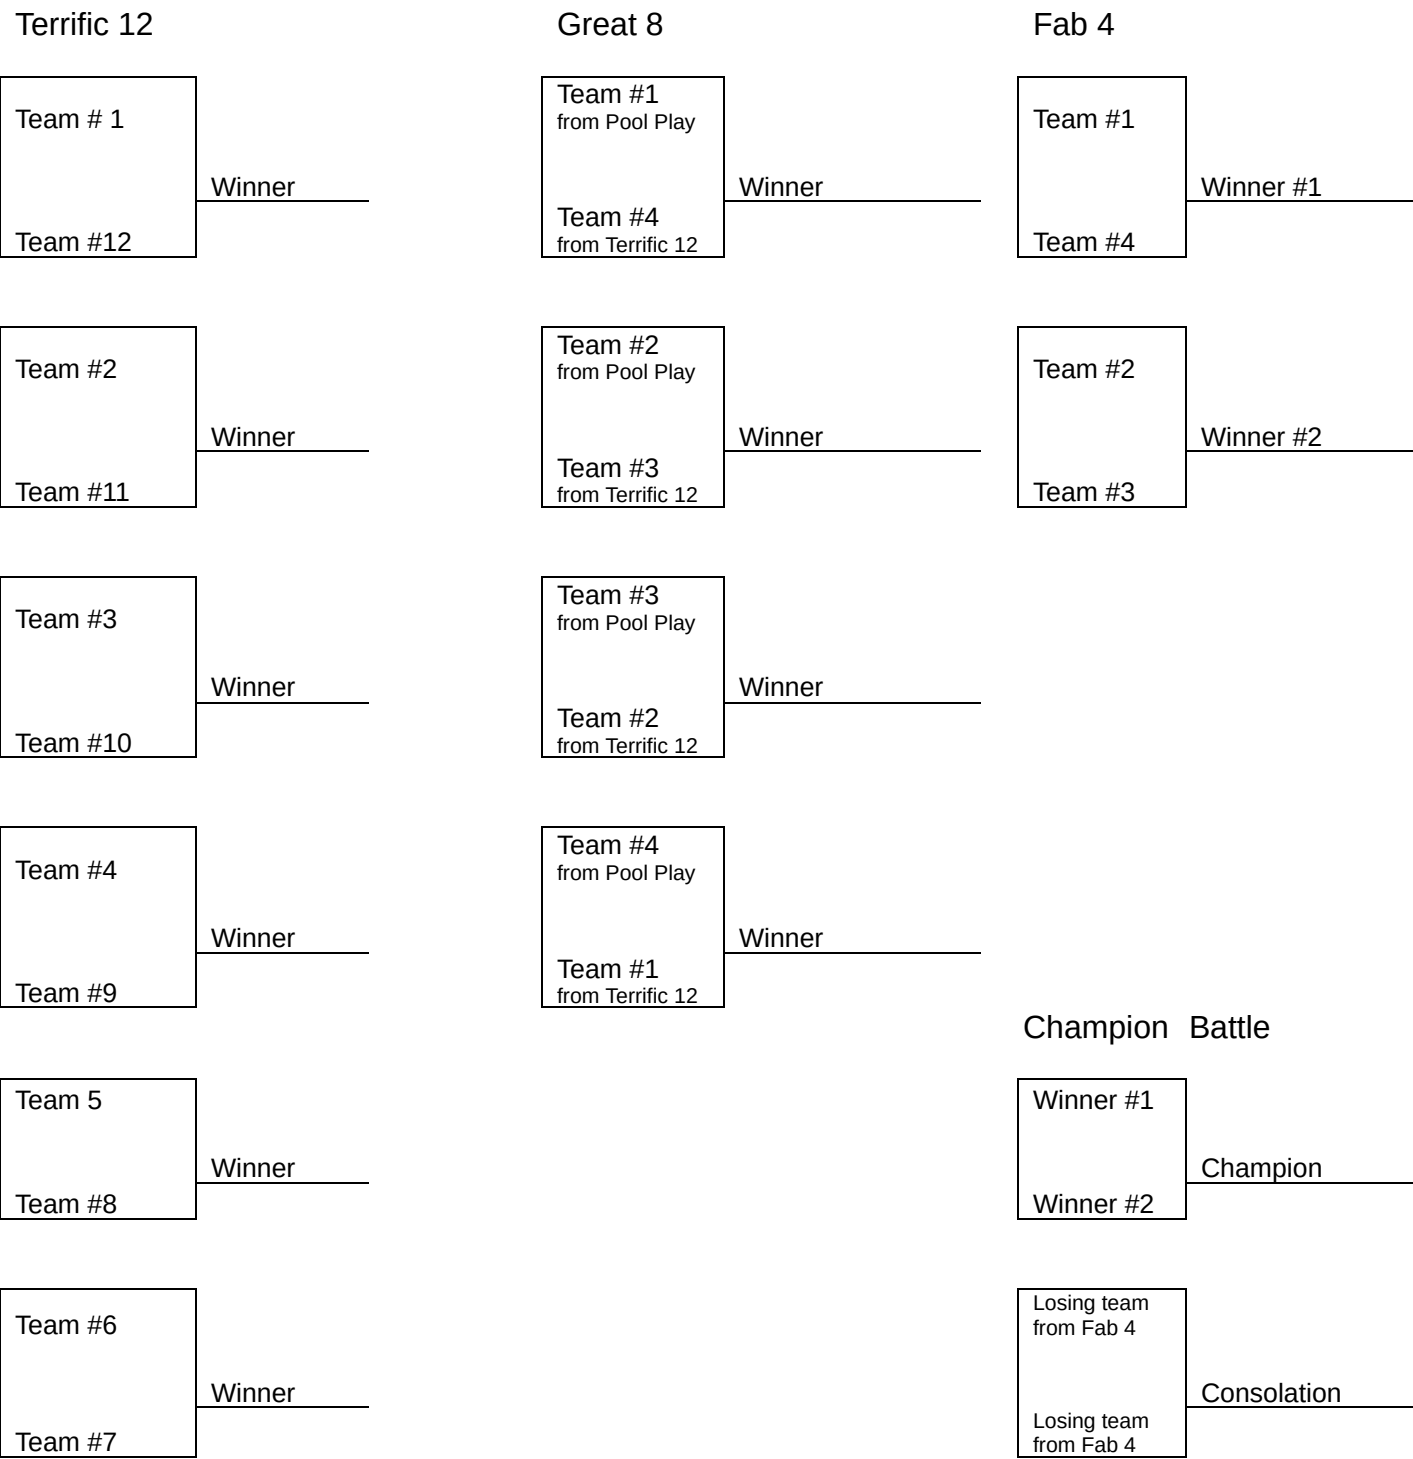 Terrific 12
Team # 1
Winner
Team #12
Team #2
Winner
Team #11
Team #3
Winner
Team #10
Team #4
Winner
Team #9
Team 5
Winner
Team #8
Team #6
Winner
Team #7
Great 8
Team #1
from Pool Play
Winner
Team #4
from Terrific 12
Team #2
from Pool Play
Winner
Team #3
from Terrific 12
Team #3
from Pool Play
Winner
Team #2
from Terrific 12
Team #4
from Pool Play
Winner
Team #1
from Terrific 12
Fab 4
Team #1
Winner #1
Team #4
Team #2
Winner #2
Team #3
Champion Battle
Winner #1
Champion
Winner #2
Losing team
from Fab 4
Consolation
Losing team
from Fab 4